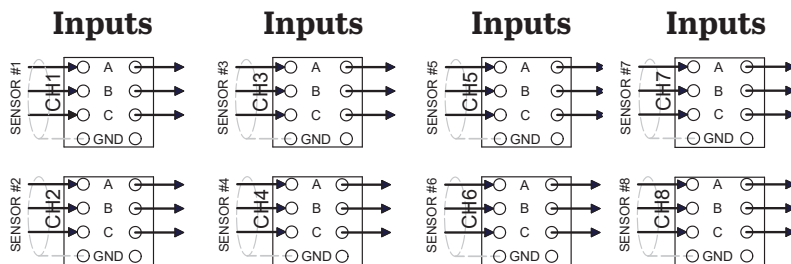 Inputs Inputs Inputs Inputs
SENSOR #1 CH1 A B C GND
SENSOR #3 CH3 A B C GND
SENSOR #5 CH5 A B C GND
SENSOR #7 CH7 A B C GND
SENSOR #2 CH2 A B C GND
SENSOR #4 CH4 A B C GND
SENSOR #6 CH6 A B C GND
SENSOR #8 CH8 A B C GND